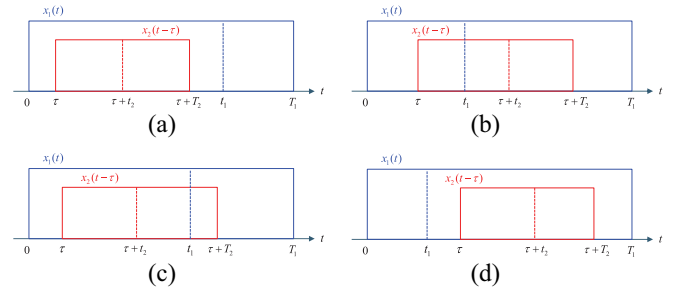 x₁(t)
x₂(t−τ)
0 τ τ+t₂ τ+T₂ t₁ T₁ t
(a)
x₁(t)
x₂(t−τ)
0 τ t₁ τ+t₂ τ+T₂ T₁ t
(b)
x₁(t)
x₂(t−τ)
0 τ τ+t₂ t₁ τ+T₂ T₁ t
(c)
x₁(t)
x₂(t−τ)
0 t₁ τ τ+t₂ τ+T₂ T₁ t
(d)